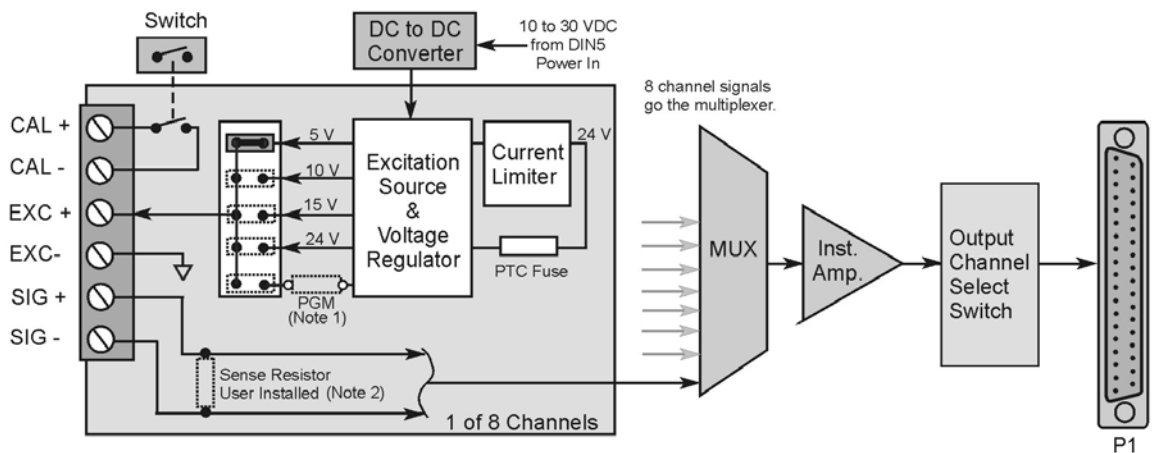 Switch
DC to DC
Converter
10 to 30 VDC
from DIN5
Power In
8 channel signals
go the multiplexer.
CAL +
CAL -
EXC +
EXC-
SIG +
SIG -
5 V
10 V
15 V
24 V
PGM
(Note 1)
Excitation
Source
&
Voltage
Regulator
Current
Limiter
24 V
PTC Fuse
Sense Resistor
User Installed (Note 2)
1 of 8 Channels
MUX
Inst.
Amp.
Output
Channel
Select
Switch
P1